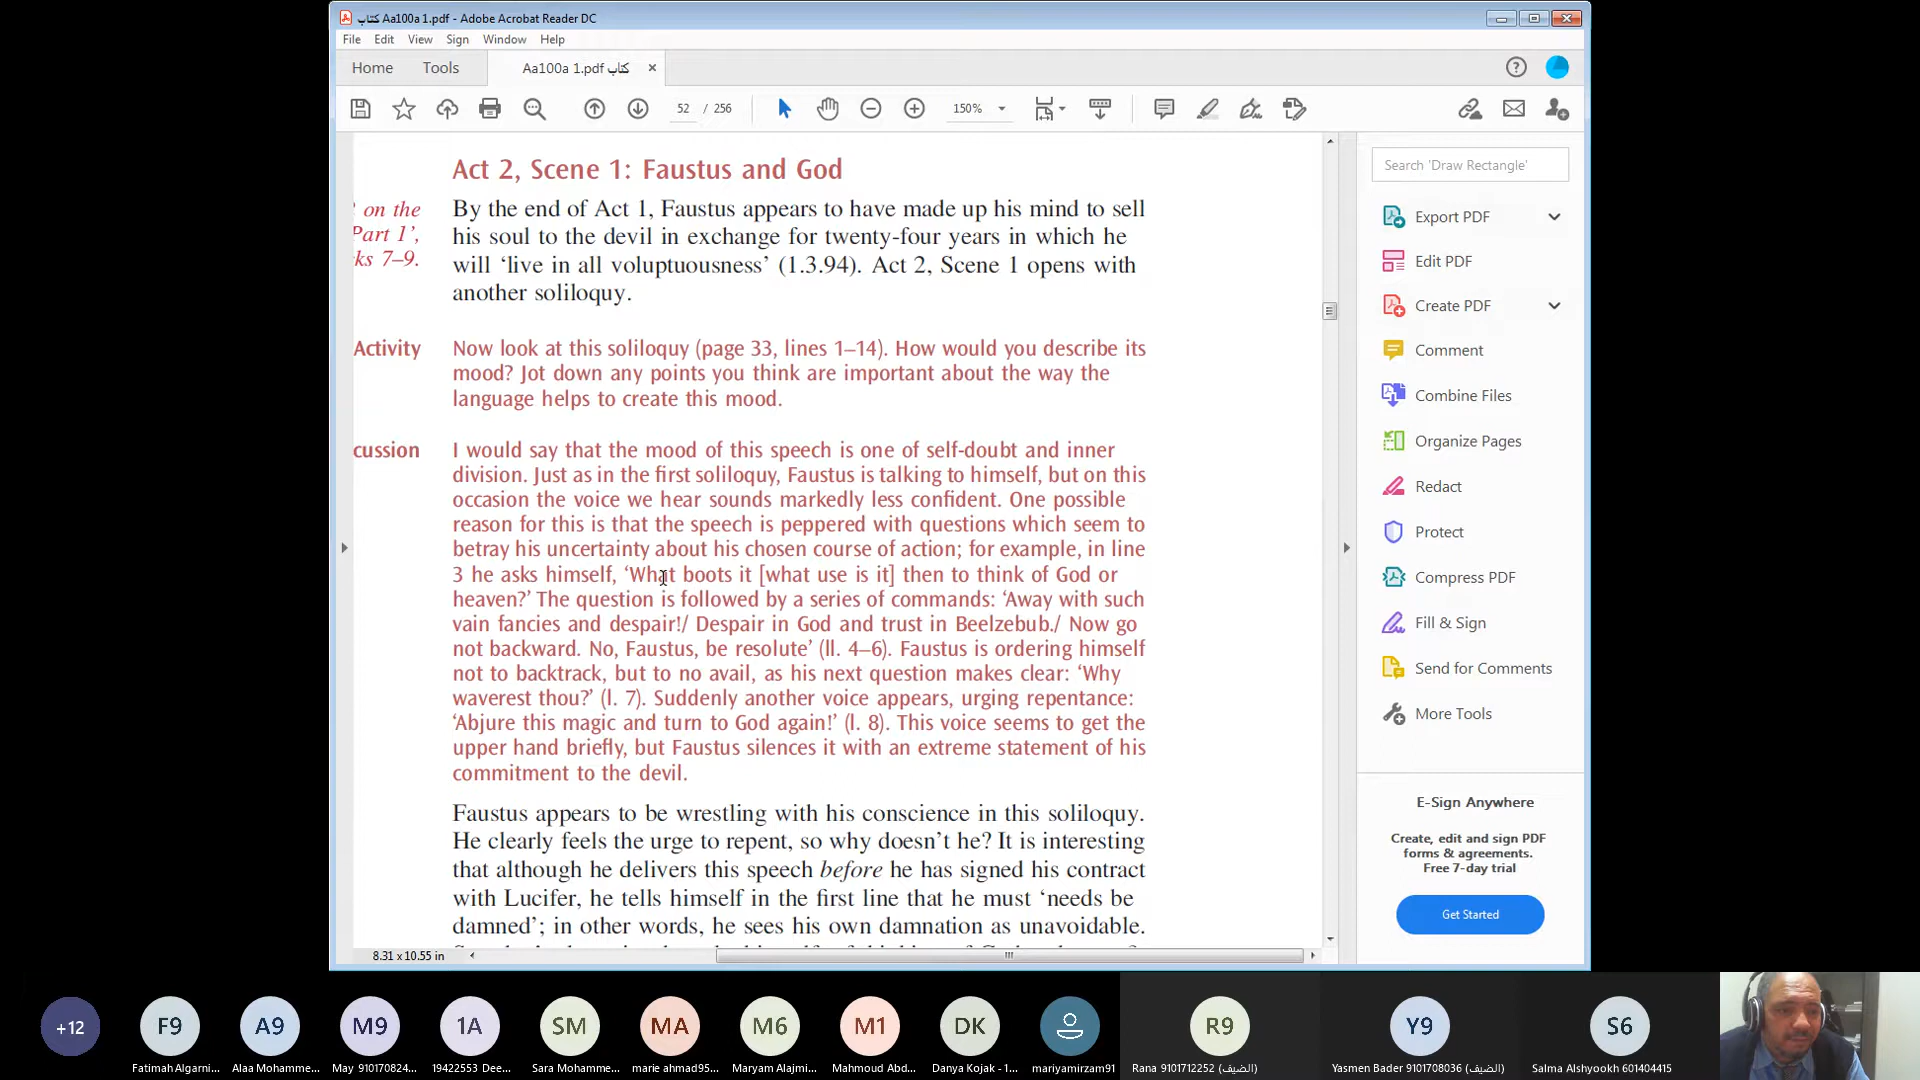 كتاب Aa100a 1.pdf - Adobe Acrobat Reader DC
File Edit View Sign Window Help
Home Tools كتاب Aa100a 1.pdf
52 / 256 150%
Act 2, Scene 1: Faustus and God
on the
Part 1’,
ks 7–9.
By the end of Act 1, Faustus appears to have made up his mind to sell
his soul to the devil in exchange for twenty-four years in which he
will ‘live in all voluptuousness’ (1.3.94). Act 2, Scene 1 opens with
another soliloquy.
Activity
Now look at this soliloquy (page 33, lines 1–14). How would you describe its
mood? Jot down any points you think are important about the way the
language helps to create this mood.
cussion
I would say that the mood of this speech is one of self-doubt and inner
division. Just as in the first soliloquy, Faustus is talking to himself, but on this
occasion the voice we hear sounds markedly less confident. One possible
reason for this is that the speech is peppered with questions which seem to
betray his uncertainty about his chosen course of action; for example, in line
3 he asks himself, ‘What boots it [what use is it] then to think of God or
heaven?’ The question is followed by a series of commands: ‘Away with such
vain fancies and despair!/ Despair in God and trust in Beelzebub./ Now go
not backward. No, Faustus, be resolute’ (ll. 4–6). Faustus is ordering himself
not to backtrack, but to no avail, as his next question makes clear: ‘Why
waverest thou?’ (l. 7). Suddenly another voice appears, urging repentance:
‘Abjure this magic and turn to God again!’ (l. 8). This voice seems to get the
upper hand briefly, but Faustus silences it with an extreme statement of his
commitment to the devil.
Faustus appears to be wrestling with his conscience in this soliloquy.
He clearly feels the urge to repent, so why doesn’t he? It is interesting
that although he delivers this speech before he has signed his contract
with Lucifer, he tells himself in the first line that he must ‘needs be
damned’; in other words, he sees his own damnation as unavoidable.
8.31 x 10.55 in
Search 'Draw Rectangle'
Export PDF
Edit PDF
Create PDF
Comment
Combine Files
Organize Pages
Redact
Protect
Compress PDF
Fill & Sign
Send for Comments
More Tools
E-Sign Anywhere
Create, edit and sign PDF
forms & agreements.
Free 7-day trial
Get Started
+12 F9 A9 M9 1A SM MA M6 M1 DK R9 Y9 S6
Fatimah Algarni... Alaa Mohamme... May 910170824... 19422553 Dee... Sara Mohamme... marie ahmad95... Maryam Alajmi... Mahmoud Abd... Danya Kojak - 1... mariyamirzam91 Rana 9101712252 (الضيف) Yasmen Bader 9101708036 (الضيف) Salma Alshyookh 601404415